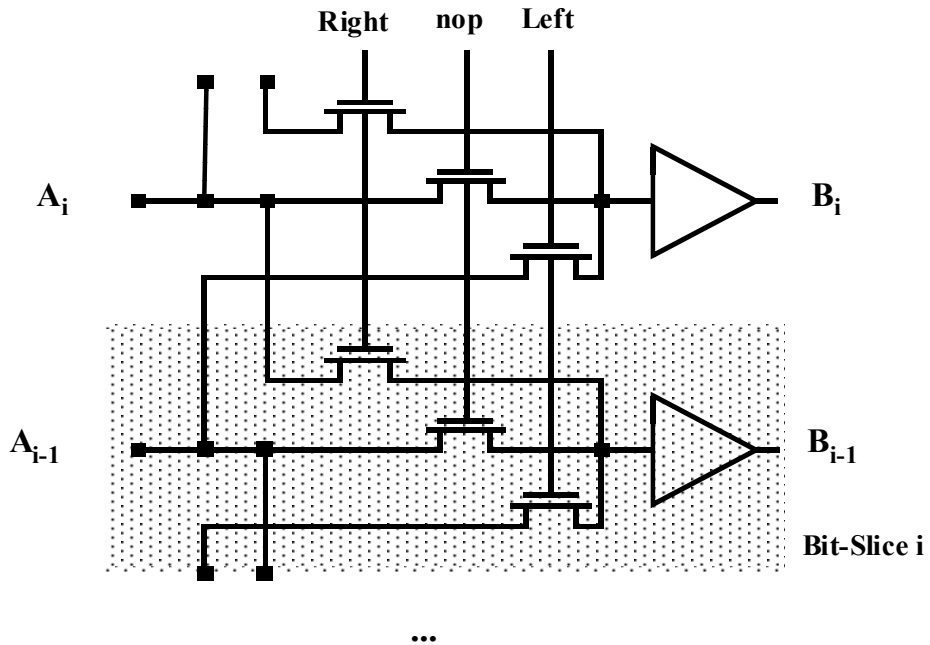 Right nop Left
Aᵢ Bᵢ
Aᵢ₋₁ Bᵢ₋₁
Bit-Slice i
...